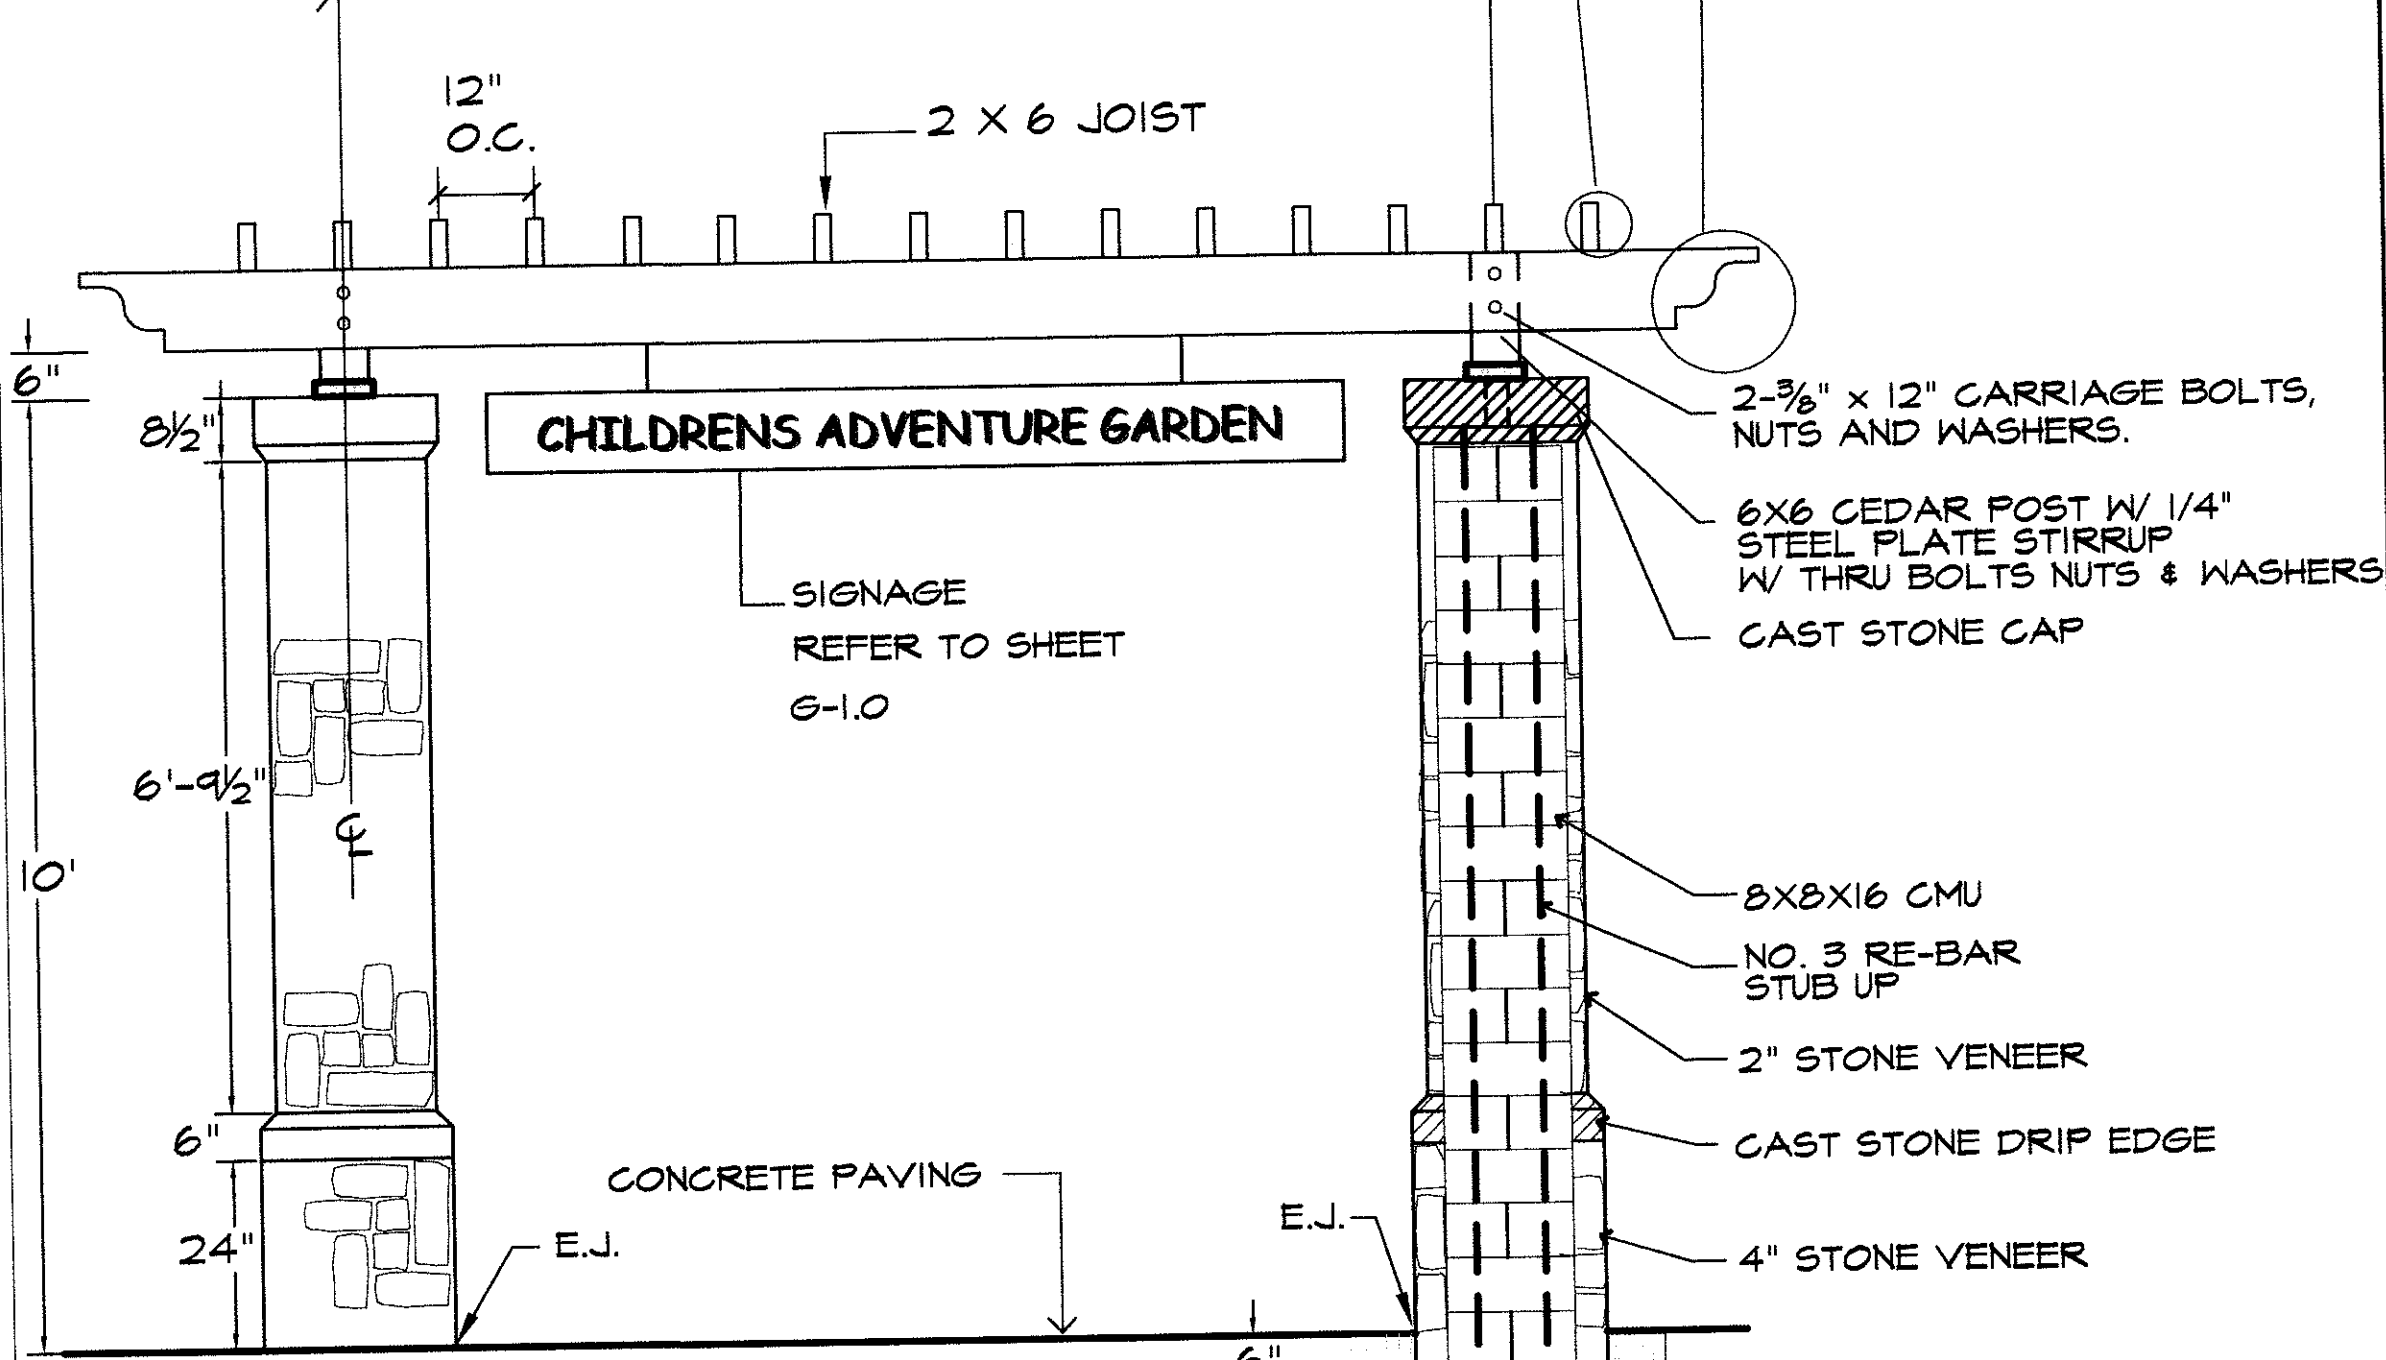 12"
O.C.
2 X 6 JOIST
6"
8½"
CHILDRENS ADVENTURE GARDEN
2-⅜" x 12" CARRIAGE BOLTS,
NUTS AND WASHERS.
6X6 CEDAR POST W/ 1/4"
STEEL PLATE STIRRUP
W/ THRU BOLTS NUTS & WASHERS
SIGNAGE
REFER TO SHEET
G-1.0
CAST STONE CAP
6'-9½"
℄
10'
8X8X16 CMU
NO. 3 RE-BAR
STUB UP
2" STONE VENEER
6"
CAST STONE DRIP EDGE
CONCRETE PAVING
E.J.
24"
E.J.
4" STONE VENEER
6"